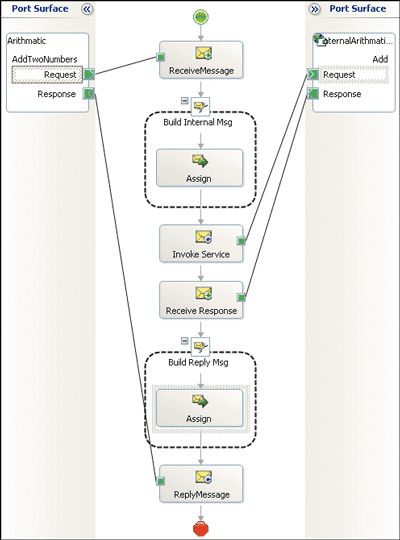 Port Surface
Port Surface
Arithmatic
AddTwoNumbers
Request
Response
ReceiveMessage
Build Internal Msg
Assign
Invoke Service
Receive Response
Build Reply Msg
Assign
ReplyMessage
nternalArithmati...
Add
Request
Response